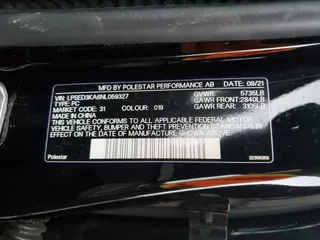 MFD BY POLESTAR PERFORMANCE AB
VIN: LPSED3KA6NL059327 DATE: 09/21
TYPE: PC GVWR: 5735LB
PAINT CODE: 31 COLOUR: 019 GAWR FRONT:2840LB
MADE IN CHINA GAWR REAR: 3105LB
THIS VEHICLE CONFORMS TO ALL APPLICABLE FEDERAL MOTOR VEHICLE
SAFETY, BUMPER AND THEFT PREVENTION STANDARDS IN EFFECT ON THE DATE
OF MANUFACTURE SHOWN ABOVE.
Polestar